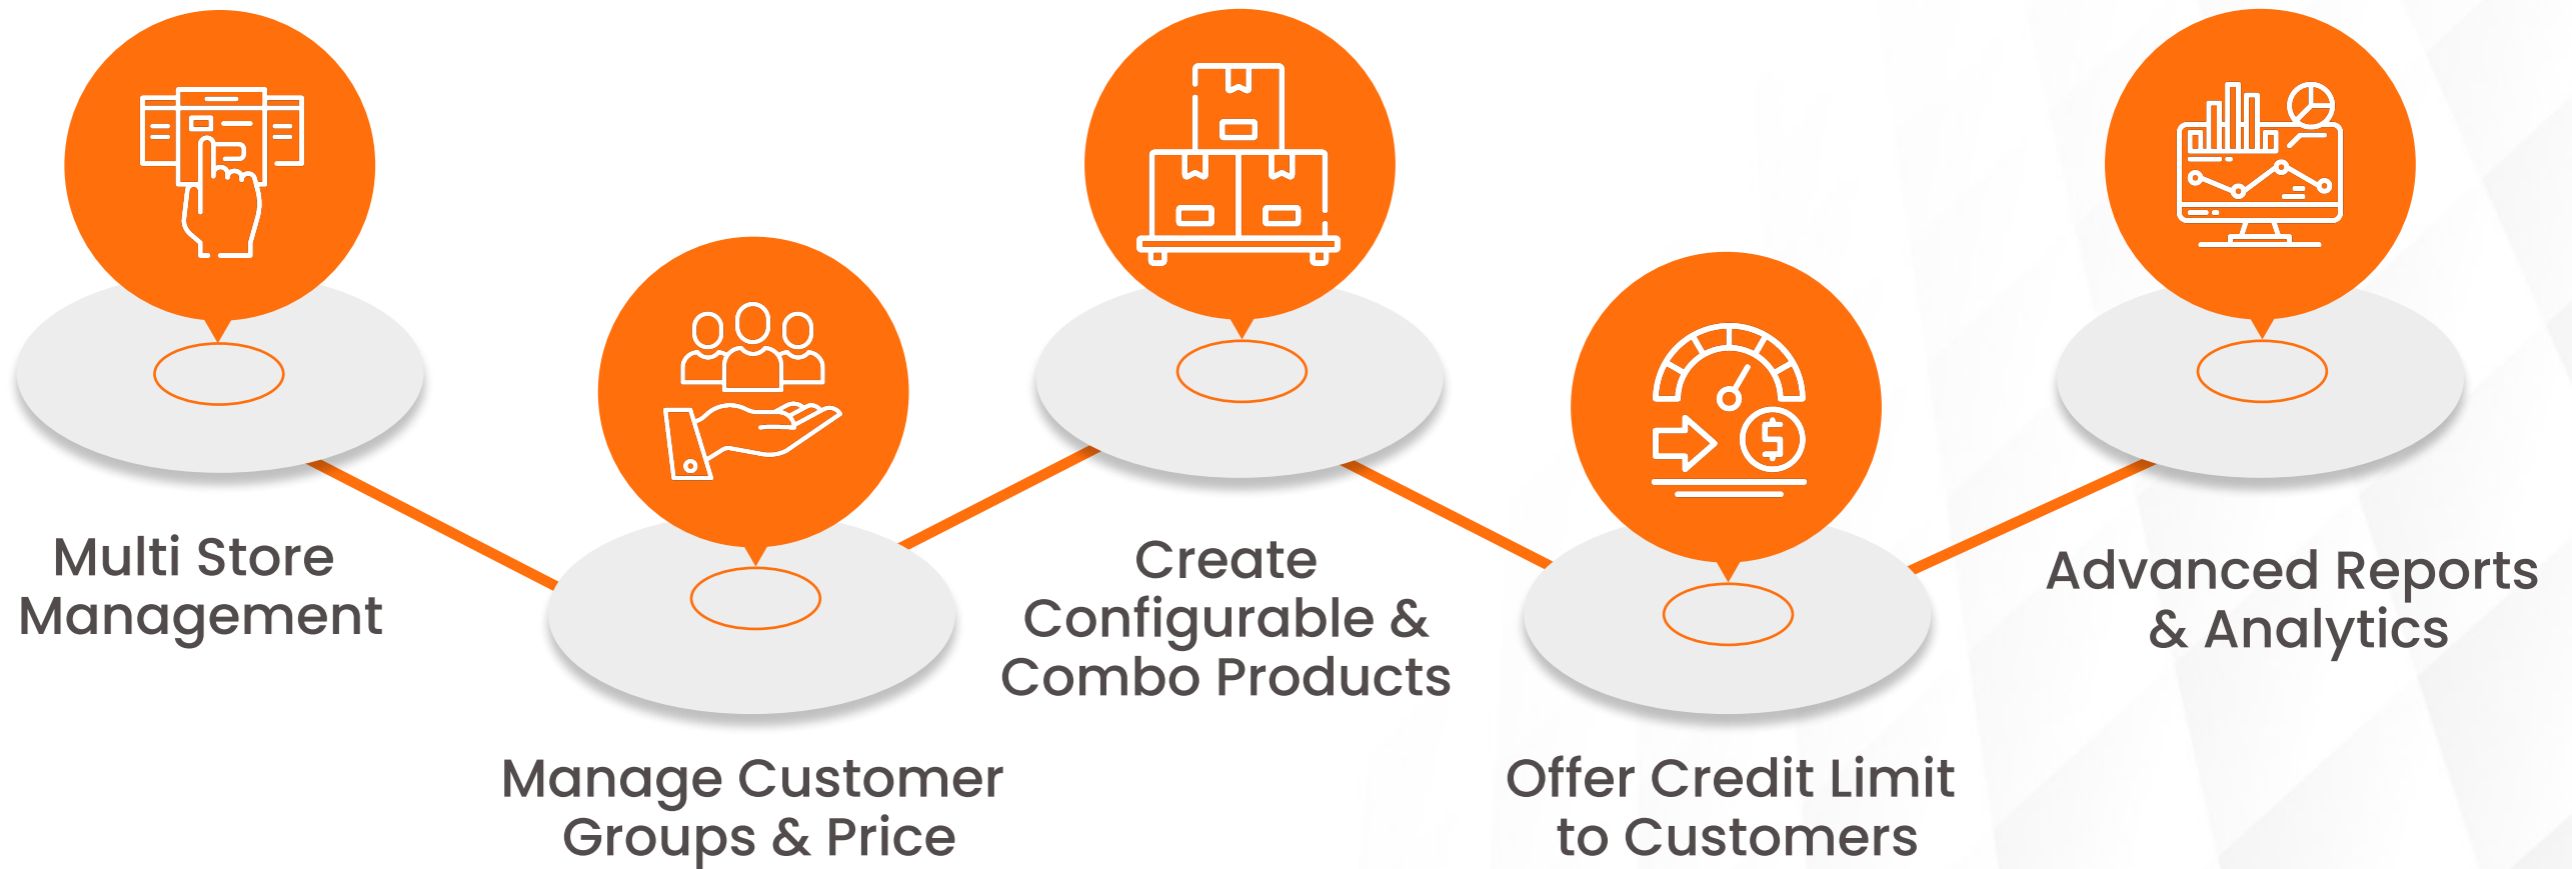 Multi Store
Management
Manage Customer
Groups & Price
Create
Configurable &
Combo Products
Offer Credit Limit
to Customers
Advanced Reports
& Analytics